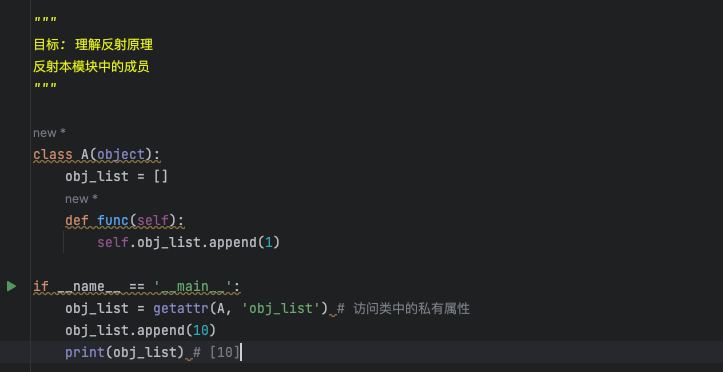 """
目标: 理解反射原理
反射本模块中的成员
"""
new *
class A(object):
obj_list = []
new *
def func(self):
self.obj_list.append(1)
if __name__ == '__main__':
obj_list = getattr(A, 'obj_list') # 访问类中的私有属性
obj_list.append(10)
print(obj_list) # [10]